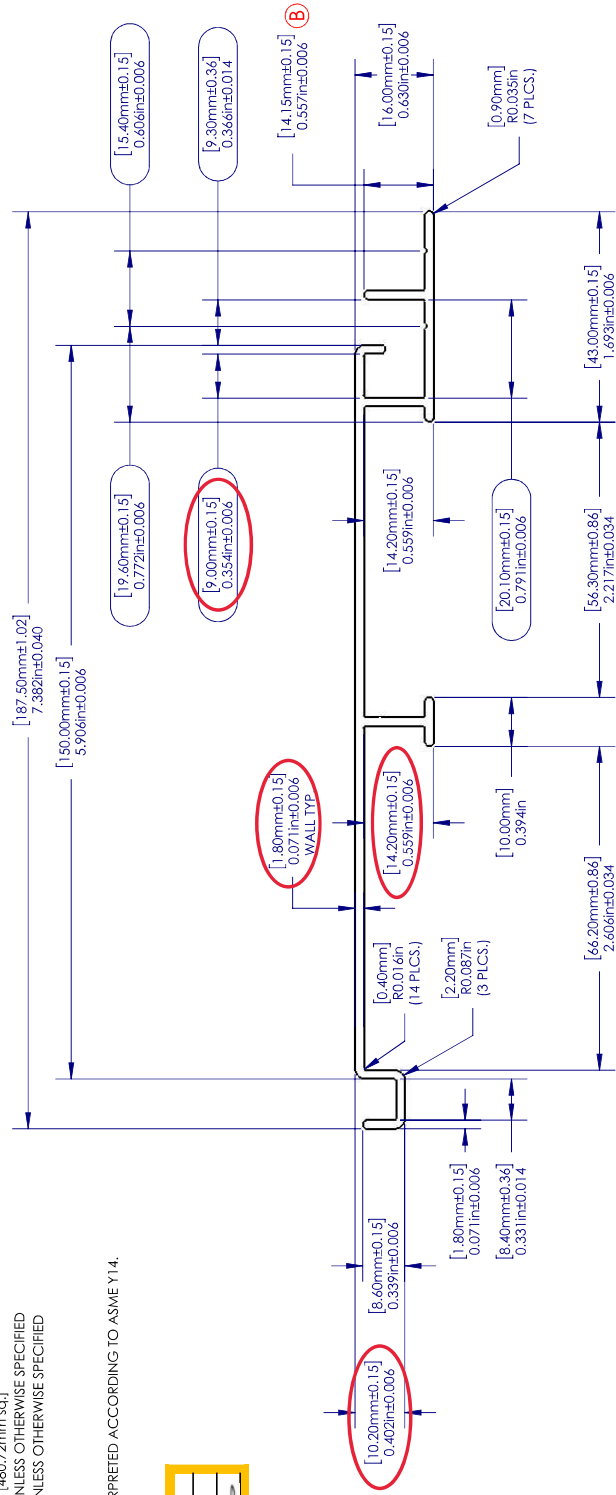 [480.72mm sq.]
NLESS OTHERWISE SPECIFIED
NLESS OTHERWISE SPECIFIED
RPRETED ACCORDING TO ASME Y14.
[187.50mm±1.02]
7.382in±0.040
[150.00mm±0.15]
5.906in±0.006
[19.60mm±0.15]
0.772in±0.006
[15.40mm±0.15]
0.606in±0.006
[9.00mm±0.15]
0.354in±0.006
[9.30mm±0.36]
0.366in±0.014
[14.15mm±0.15]
0.557in±0.006
B
[16.00mm±0.15]
0.630in±0.006
[0.90mm]
R0.035in
(7 PLCS.)
[1.80mm±0.15]
0.071in±0.006
WALL TYP
[14.20mm±0.15]
0.559in±0.006
[14.20mm±0.15]
0.559in±0.006
[0.40mm]
R0.016in
(14 PLCS.)
[2.20mm]
R0.087in
(3 PLCS.)
[10.20mm±0.15]
0.402in±0.006
[8.60mm±0.15]
0.339in±0.006
[1.80mm±0.15]
0.071in±0.006
[8.40mm±0.36]
0.331in±0.014
[10.00mm]
0.394in
[20.10mm±0.15]
0.791in±0.006
[66.20mm±0.86]
2.606in±0.034
[56.30mm±0.86]
2.217in±0.034
[43.00mm±0.15]
1.693in±0.006